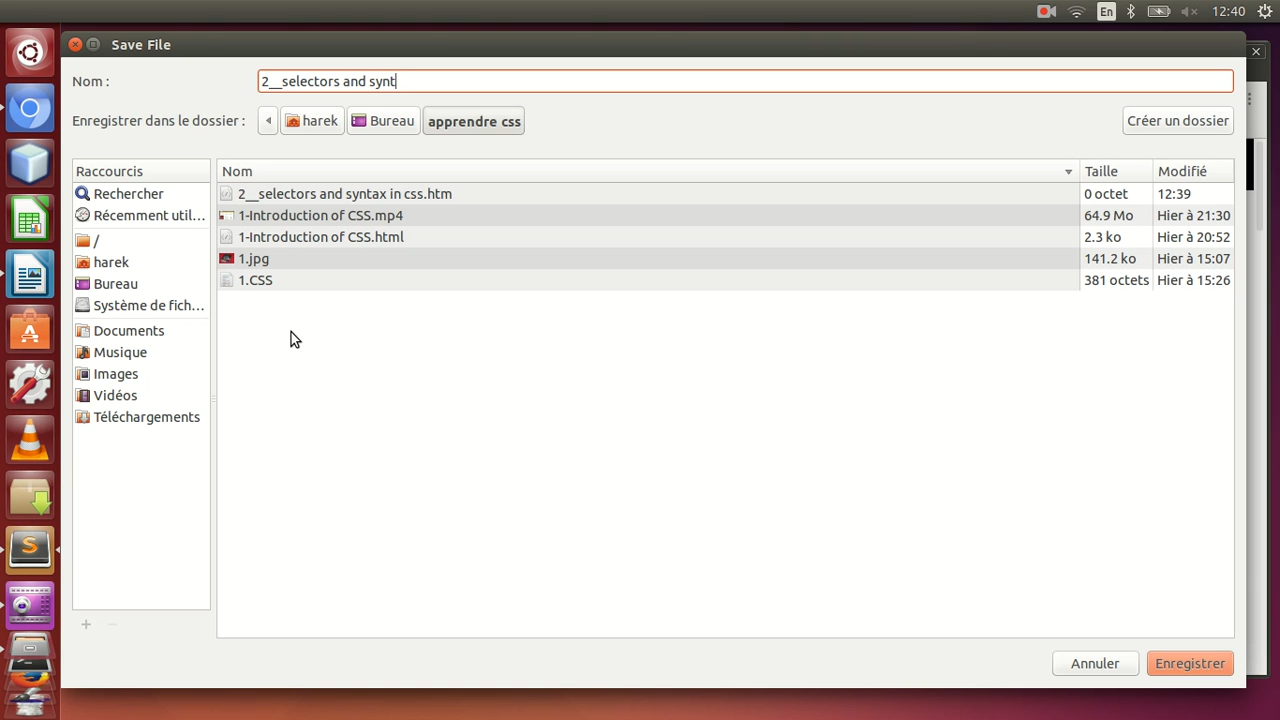 En 12:40
Save File
Nom :
2__selectors and synt
Enregistrer dans le dossier :
harek
Bureau
apprendre css
Créer un dossier
Raccourcis
Nom Taille Modifié
Rechercher
Récemment util...
/
harek
Bureau
Système de fich...
Documents
Musique
Images
Vidéos
Téléchargements
2__selectors and syntax in css.htm 0 octet 12:39
1-Introduction of CSS.mp4 64.9 Mo Hier à 21:30
1-Introduction of CSS.html 2.3 ko Hier à 20:52
1.jpg 141.2 ko Hier à 15:07
1.CSS 381 octets Hier à 15:26
Annuler
Enregistrer